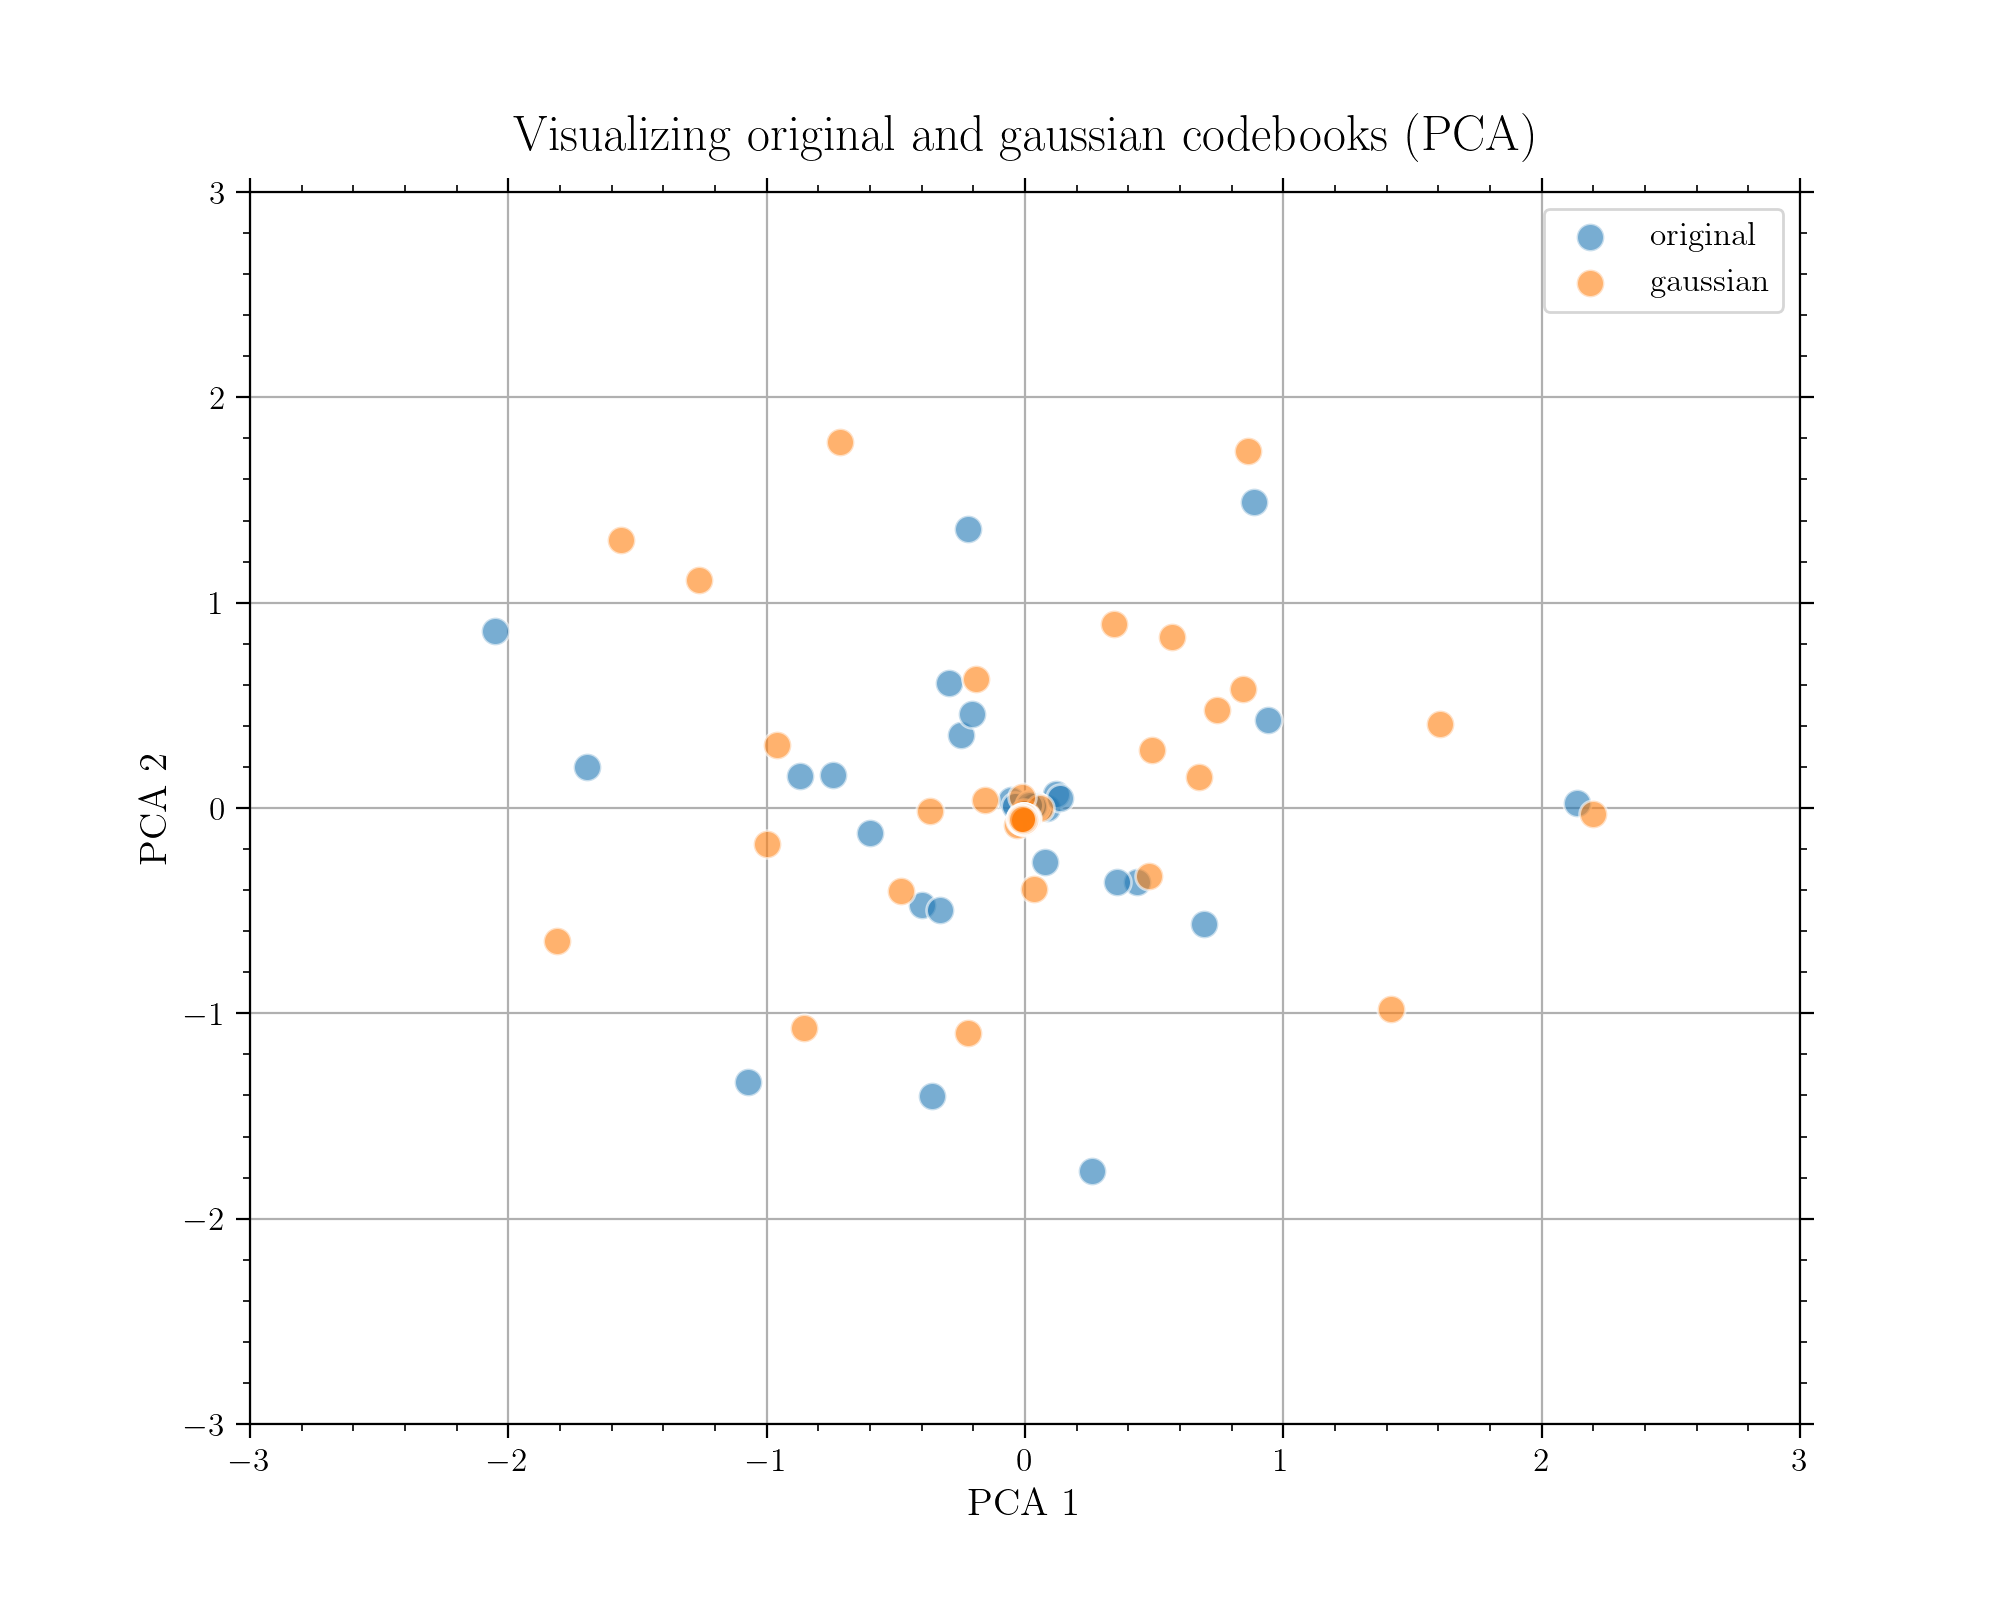 Visualizing original and gaussian codebooks (PCA)
original
gaussian
3
2
1
0
−1
−2
−3
PCA 2
−3
−2
−1
0
1
2
3
PCA 1